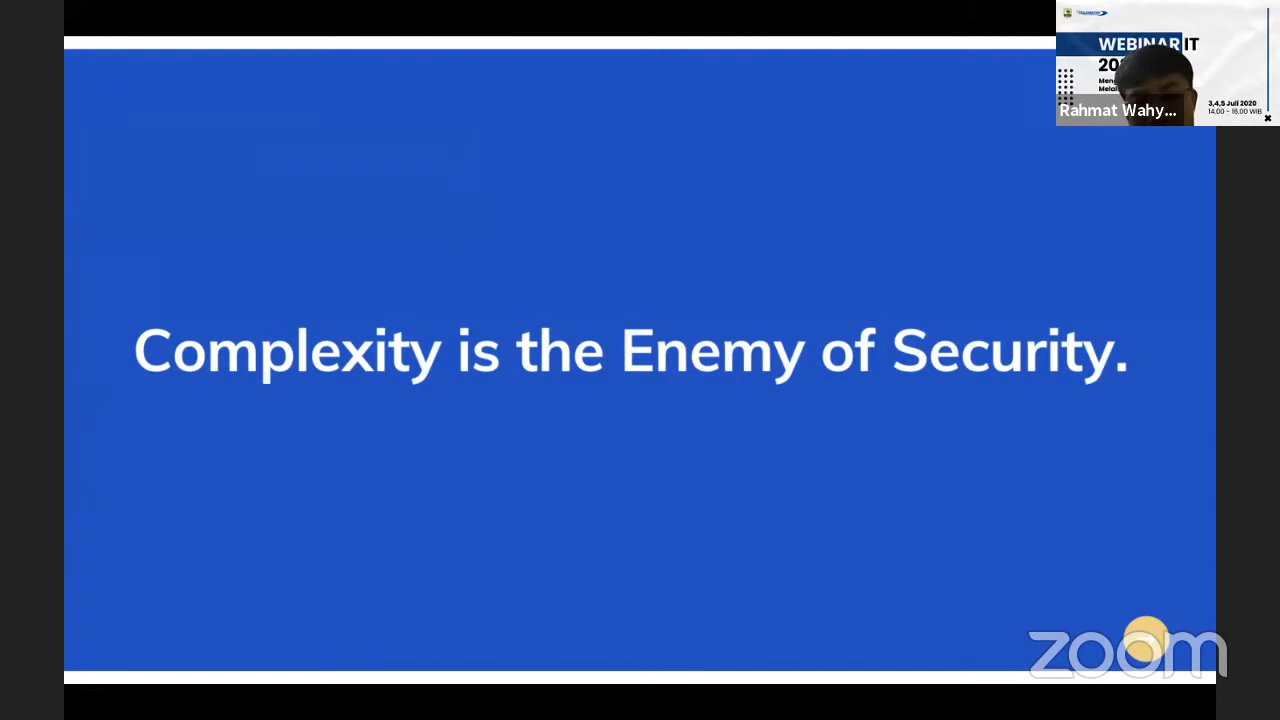 WEBINAR IT
Rahmat Wahy...
3,4,5 Juli 2020
14.00 - 16.00 WIB
Complexity is the Enemy of Security.
zoom